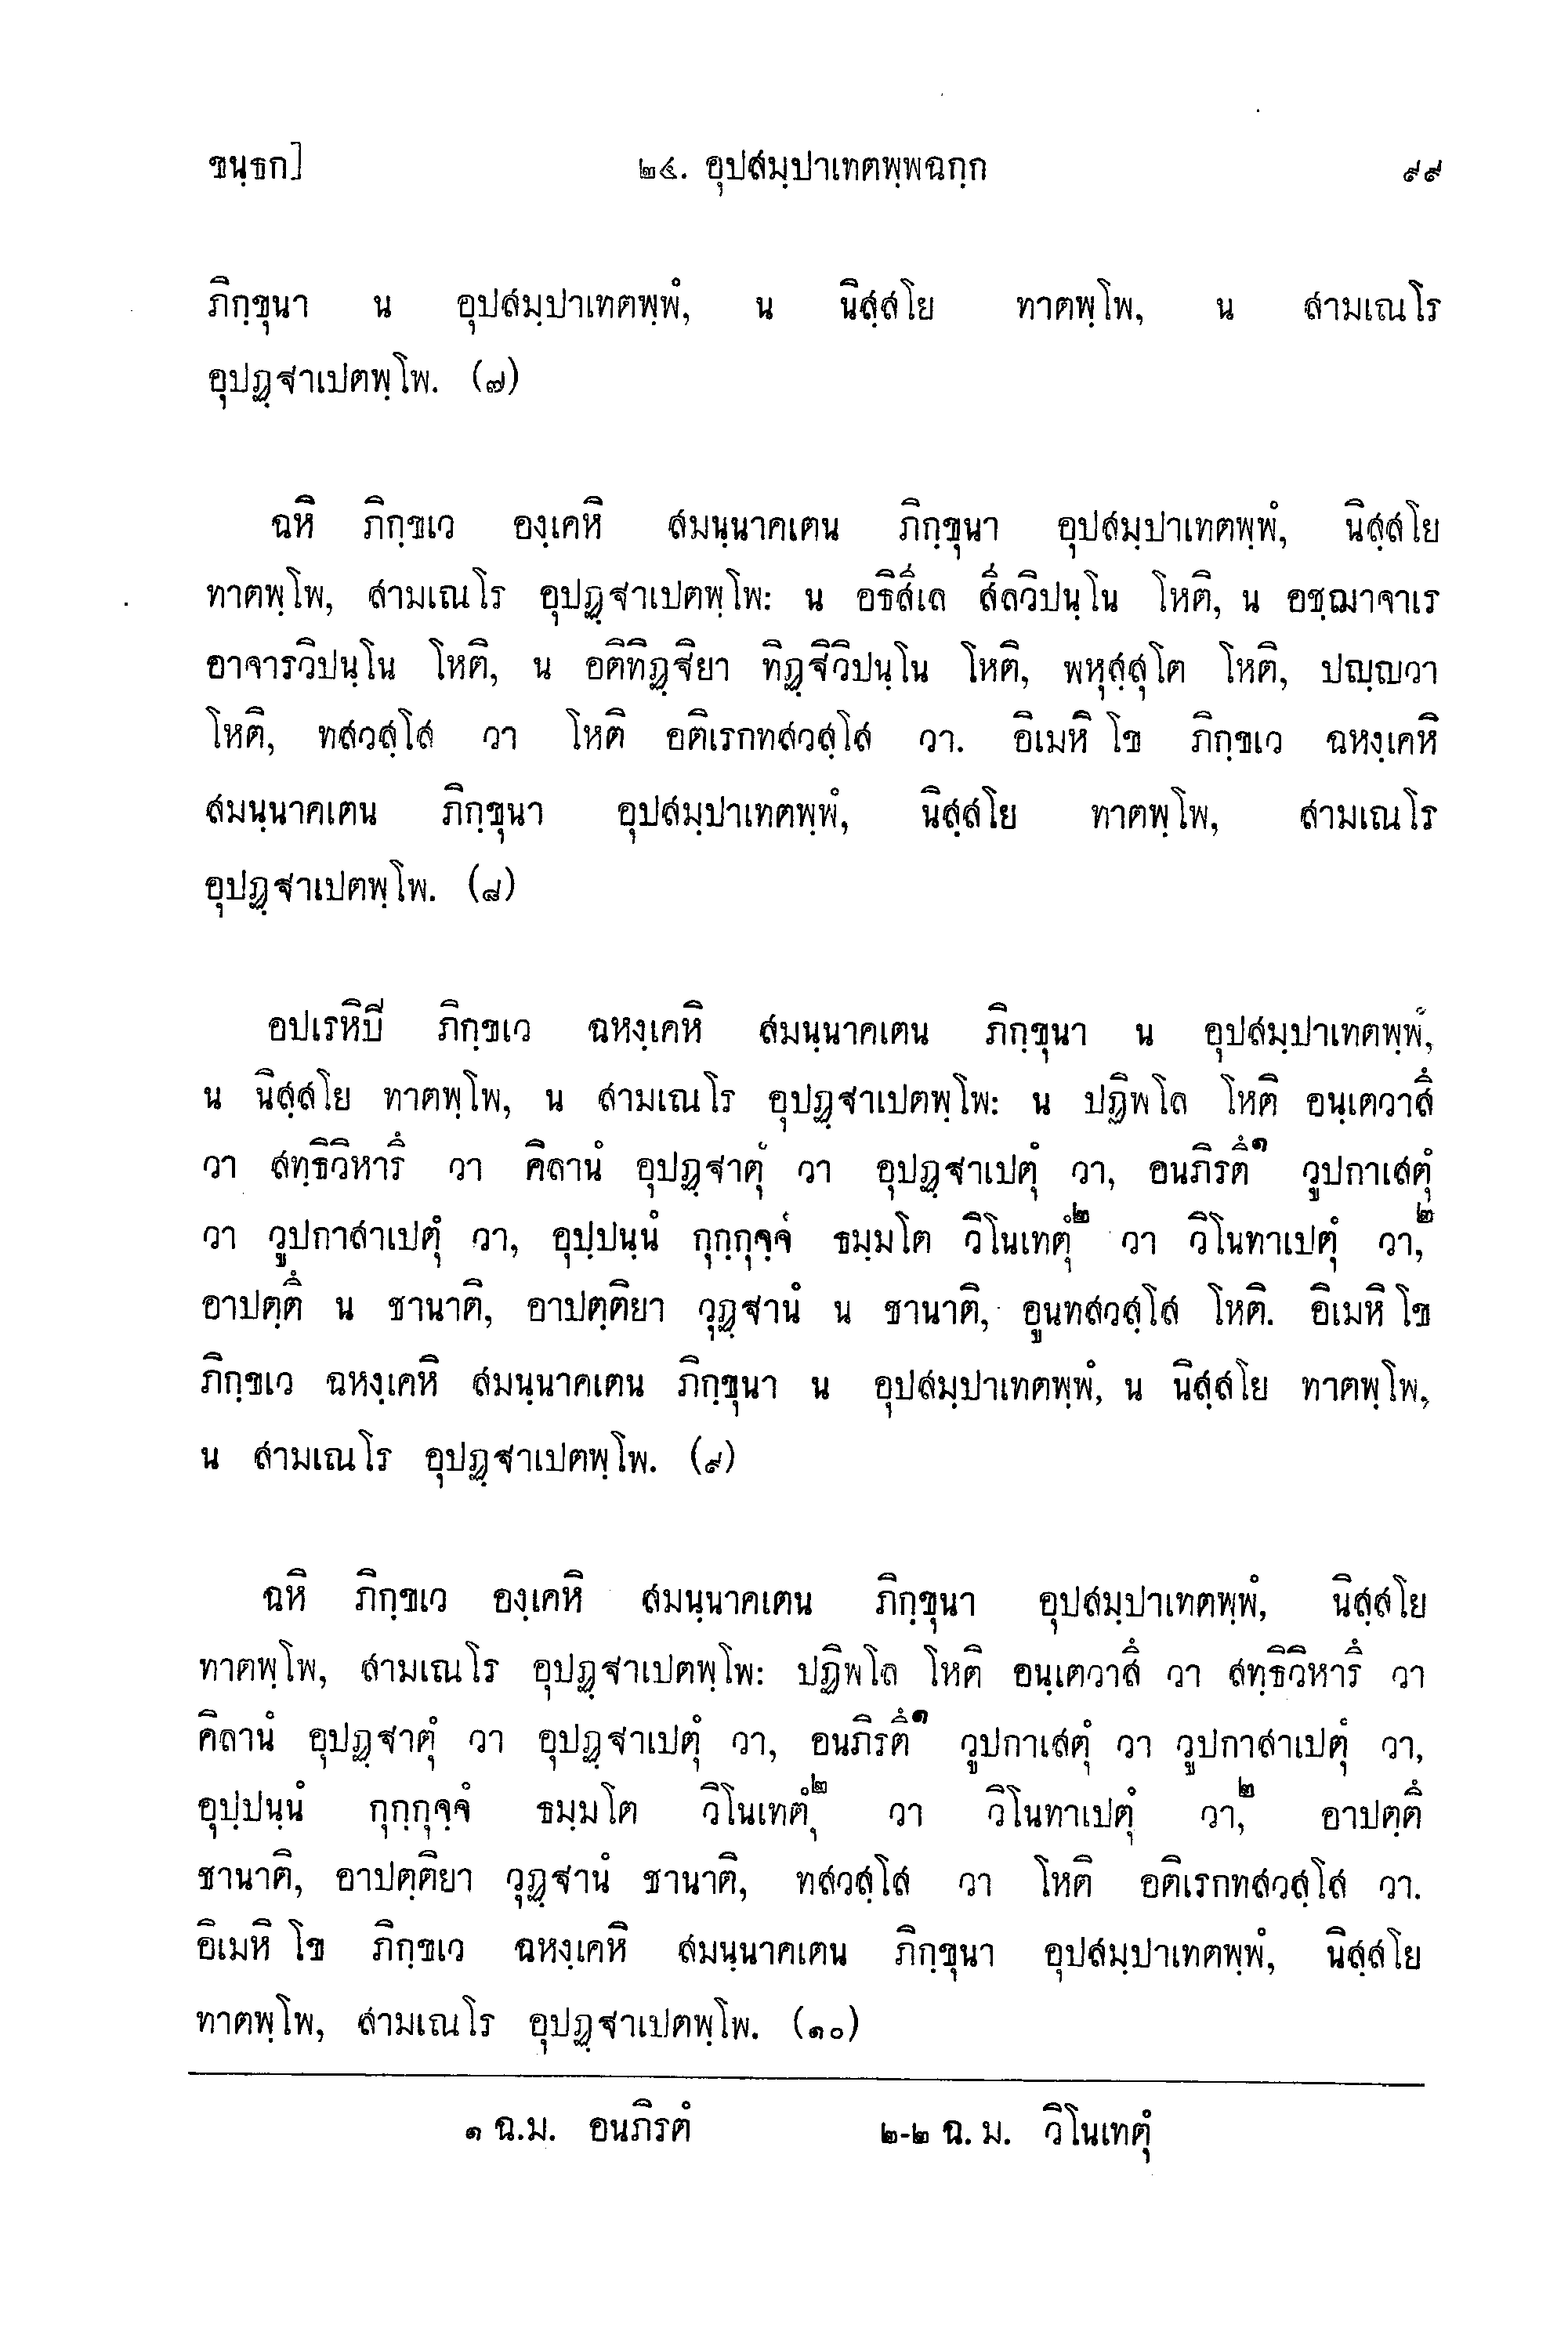 ขนฺธก]	๒๔. อุปสมฺปาเทตพฺพฉกฺก	๙๙
ภิกฺขุนา น อุปสมฺปาเทตพฺพํ, น นิสฺสโย ทาตพฺโพ, น สามเณโร
อุปฏฺฐาเปตพฺโพ. (๗)
ฉหิ ภิกฺขเว องฺเคหิ สมนฺนาคเตน ภิกฺขุนา อุปสมฺปาเทตพฺพํ, นิสฺสโย
ทาตพฺโพ, สามเณโร อุปฏฺฐาเปตพฺโพ: น อธิสีเล สีลวิปนฺโน โหติ, น อชฺฌาจาเร
อาจารวิปนฺโน โหติ, น อติทิฏฺฐิยา ทิฏฺฐิวิปนฺโน โหติ, พหุสฺสุโต โหติ, ปญฺญวา
โหติ, ทสวสฺโส วา โหติ อติเรกทสวสฺโส วา. อิเมหิ โข ภิกฺขเว ฉหงฺเคหิ
สมนฺนาคเตน ภิกฺขุนา อุปสมฺปาเทตพฺพํ, นิสฺสโย ทาตพฺโพ, สามเณโร
อุปฏฺฐาเปตพฺโพ. (๘)
อปเรหิปิ ภิกฺขเว ฉหงฺเคหิ สมนฺนาคเตน ภิกฺขุนา น อุปสมฺปาเทตพฺพํ,
น นิสฺสโย ทาตพฺโพ, น สามเณโร อุปฏฺฐาเปตพฺโพ: น ปฏิพโล โหติ อนฺเตวาสึ
วา สทฺธิวิหารึ วา คิลานํ อุปฏฺฐาตุํ วา อุปฏฺฐาเปตุํ วา, อนภิรตึ๑ วูปกาเสตุํ
วา วูปกาสาเปตุํ วา, อุปฺปนฺนํ กุกฺกุจฺจํ ธมฺมโต วิโนเทตุํ๒ วา วิโนทาเปตุํ วา,๒
อาปตฺตึ น ชานาติ, อาปตฺติยา วุฏฺฐานํ น ชานาติ, อูนทสวสฺโส โหติ. อิเมหิ โข
ภิกฺขเว ฉหงฺเคหิ สมนฺนาคเตน ภิกฺขุนา น อุปสมฺปาเทตพฺพํ, น นิสฺสโย ทาตพฺโพ,
น สามเณโร อุปฏฺฐาเปตพฺโพ. (๙)
ฉหิ ภิกฺขเว องฺเคหิ สมนฺนาคเตน ภิกฺขุนา อุปสมฺปาเทตพฺพํ, นิสฺสโย
ทาตพฺโพ, สามเณโร อุปฏฺฐาเปตพฺโพ: ปฏิพโล โหติ อนฺเตวาสึ วา สทฺธิวิหารึ วา
คิลานํ อุปฏฺฐาตุํ วา อุปฏฺฐาเปตุํ วา, อนภิรตึ๑ วูปกาเสตุํ วา วูปกาสาเปตุํ วา,
อุปฺปนฺนํ กุกฺกุจฺจํ ธมฺมโต วิโนเทตุํ๒ วา วิโนทาเปตุํ วา,๒ อาปตฺตึ
ชานาติ, อาปตฺติยา วุฏฺฐานํ ชานาติ, ทสวสฺโส วา โหติ อติเรกทสวสฺโส วา.
อิเมหิ โข ภิกฺขเว ฉหงฺเคหิ สมนฺนาคเตน ภิกฺขุนา อุปสมฺปาเทตพฺพํ, นิสฺสโย
ทาตพฺโพ, สามเณโร อุปฏฺฐาเปตพฺโพ. (๑๐)
๑ ฉ.ม. อนภิรตํ	๒-๒ ฉ. ม. วิโนเทตุํ